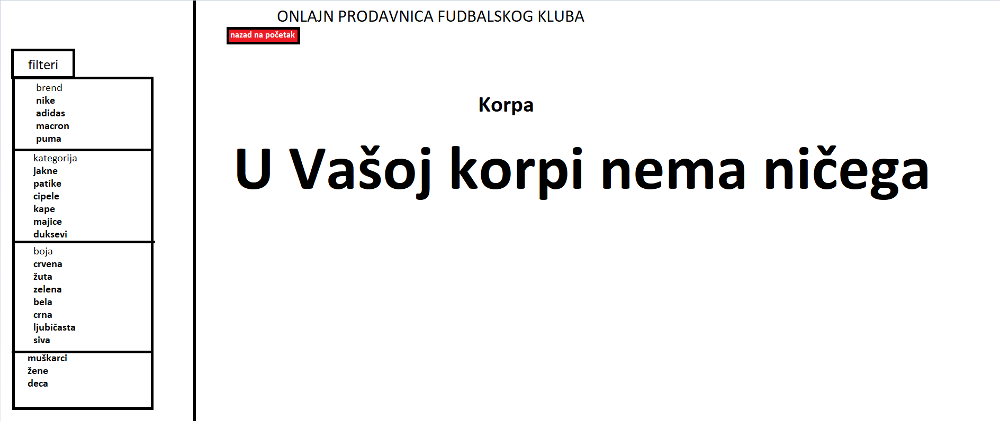 ONLAJN PRODAVNICA FUDBALSKOG KLUBA
nazad na početak
filteri
brend
nike
adidas
macron
puma
kategorija
jakne
patike
cipele
kape
majice
duksevi
boja
crvena
žuta
zelena
bela
crna
ljubičasta
siva
muškarci
žene
deca
Korpa
U Vašoj korpi nema ničega